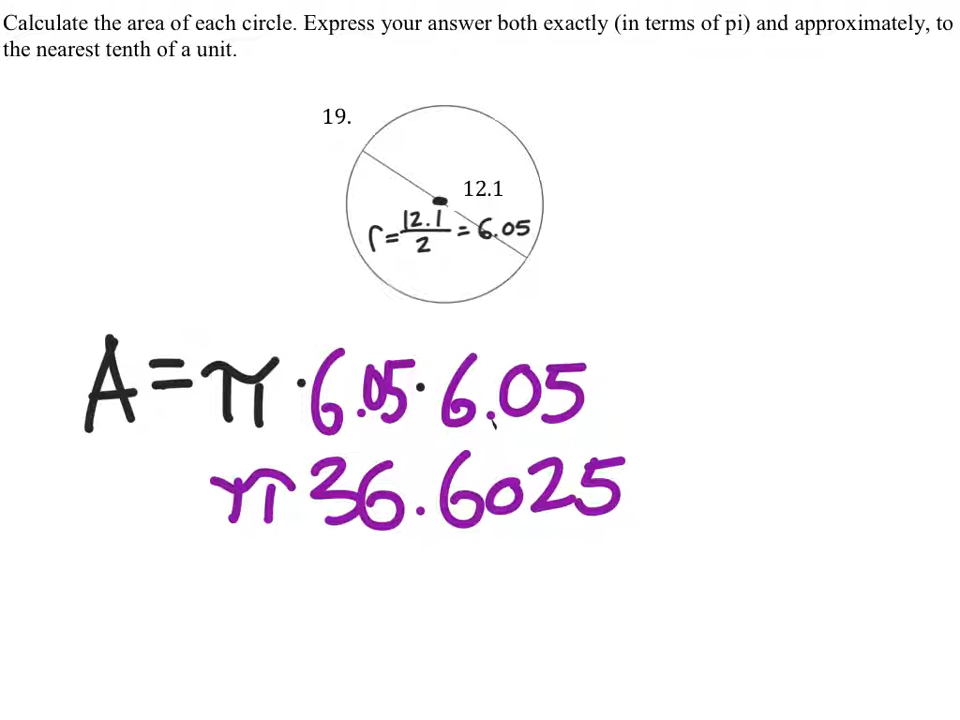 Calculate the area of each circle. Express your answer both exactly (in terms of pi) and approximately, to
the nearest tenth of a unit.
19.
12.1
r = 12.1/2 = 6.05
A = π · 6.05 · 6.05
π 36.6025